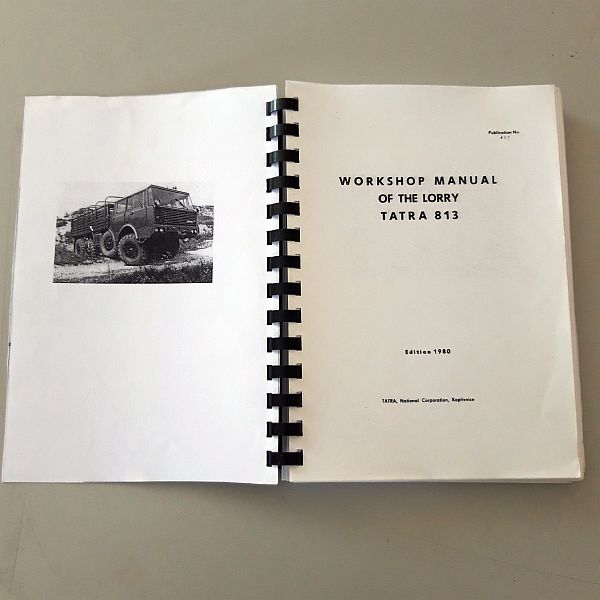 Publication No
WORKSHOP MANUAL
OF THE LORRY
TATRA 813
Edition 1980
TATRA, National Corporation, Kopřivnice